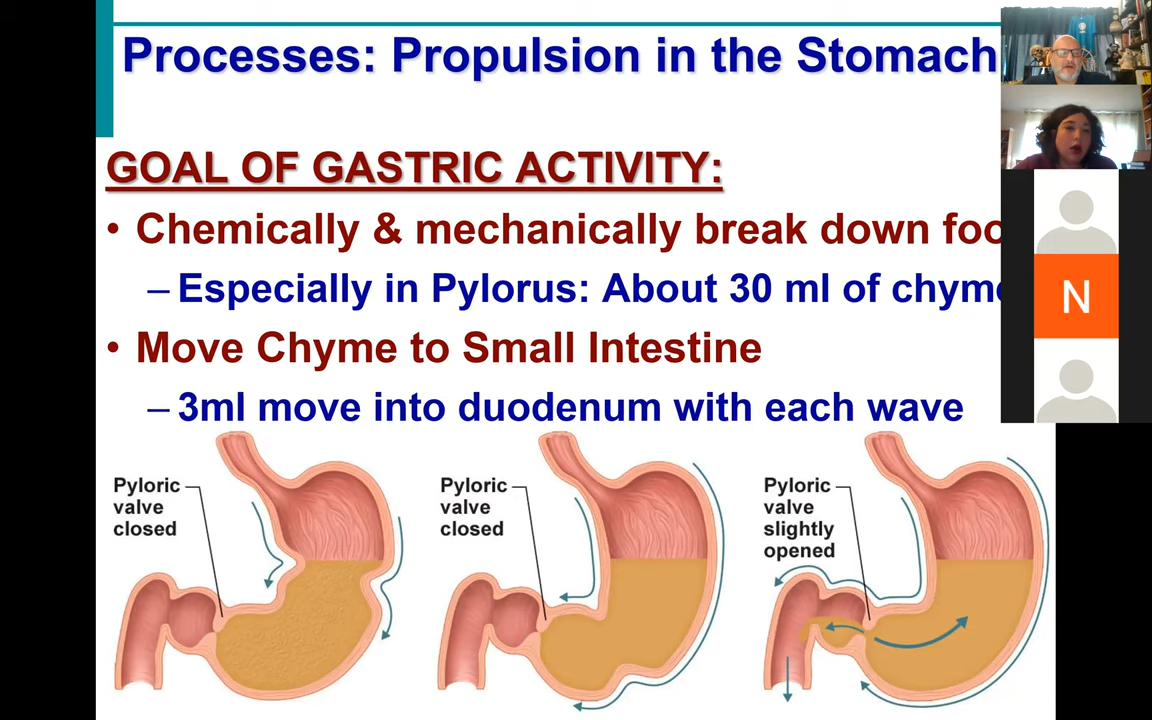 Processes: Propulsion in the Stomach
GOAL OF GASTRIC ACTIVITY:
• Chemically & mechanically break down
– Especially in Pylorus: About 30 ml of
• Move Chyme to Small Intestine
– 3ml move into duodenum with each wave
Pyloric
valve
closed
Pyloric
valve
closed
Pyloric
valve
slightly
opened
N